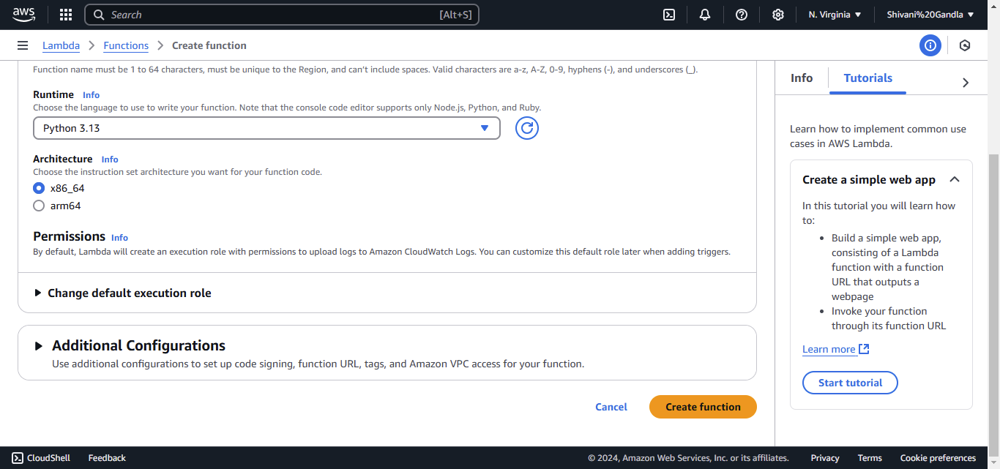 aws
Search [Alt+S]
N. Virginia
Shivani%20Gandla
Lambda
Functions
Create function
Function name must be 1 to 64 characters, must be unique to the Region, and can't include spaces. Valid characters are a-z, A-Z, 0-9, hyphens (-), and underscores (_).
Runtime Info
Choose the language to use to write your function. Note that the console code editor supports only Node.js, Python, and Ruby.
Python 3.13
Architecture Info
Choose the instruction set architecture you want for your function code.
x86_64
arm64
Permissions Info
By default, Lambda will create an execution role with permissions to upload logs to Amazon CloudWatch Logs. You can customize this default role later when adding triggers.
Change default execution role
Additional Configurations
Use additional configurations to set up code signing, function URL, tags, and Amazon VPC access for your function.
Cancel
Create function
Info
Tutorials
Learn how to implement common use
cases in AWS Lambda.
Create a simple web app
In this tutorial you will learn how
to:
• Build a simple web app,
consisting of a Lambda
function with a function
URL that outputs a
webpage
• Invoke your function
through its function URL
Learn more
Start tutorial
CloudShell
Feedback
© 2024, Amazon Web Services, Inc. or its affiliates.
Privacy
Terms
Cookie preferences